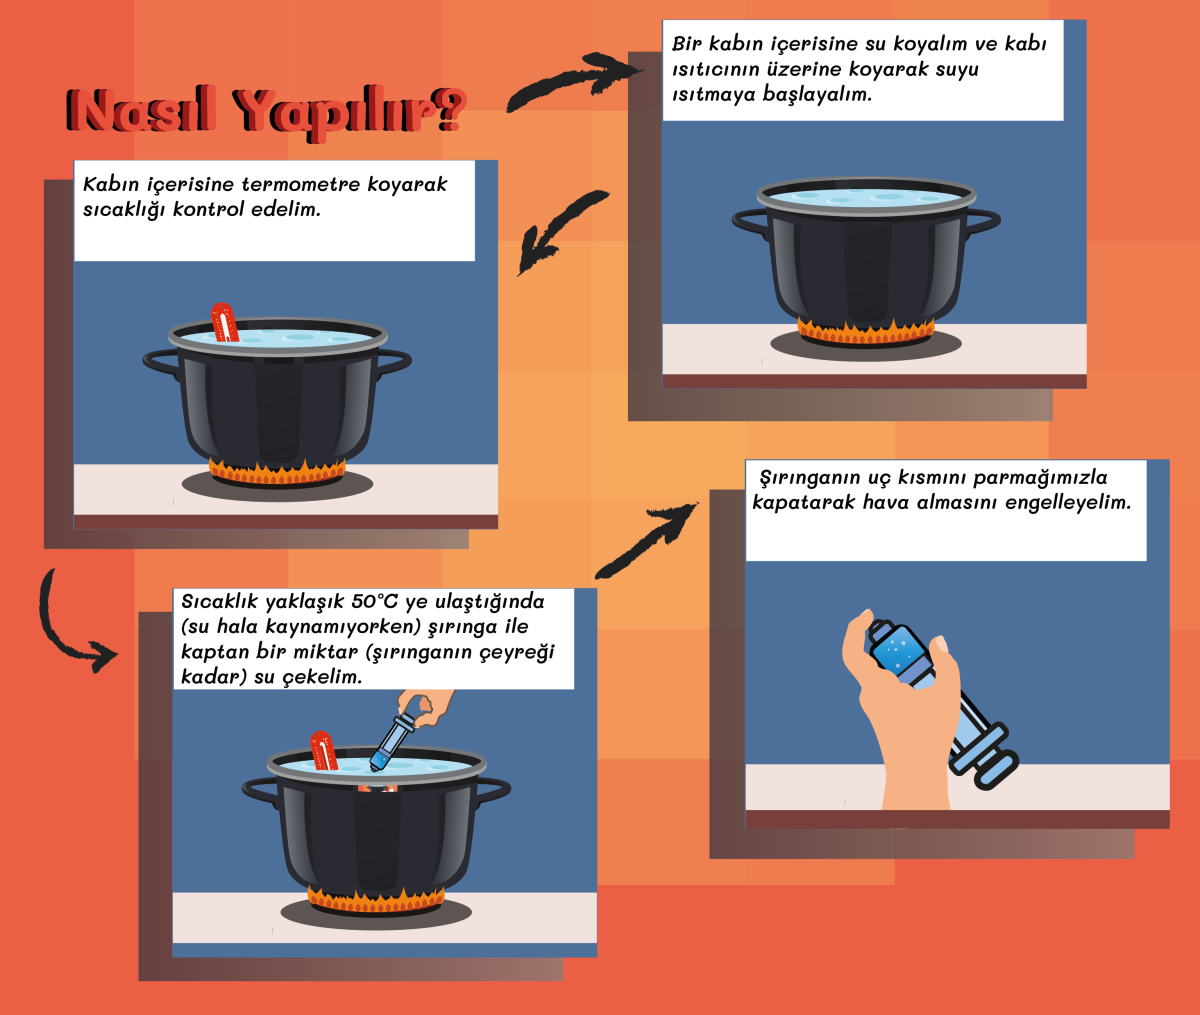 Nasıl Yapılır?
Bir kabın içerisine su koyalım ve kabı
ısıtıcının üzerine koyarak suyu
ısıtmaya başlayalım.
Kabın içerisine termometre koyarak
sıcaklığı kontrol edelim.
Sıcaklık yaklaşık 50°C ye ulaştığında
(su hala kaynamıyorken) şırınga ile
kaptan bir miktar (şırınganın çeyreği
kadar) su çekelim.
Şırınganın uç kısmını parmağımızla
kapatarak hava almasını engelleyelim.